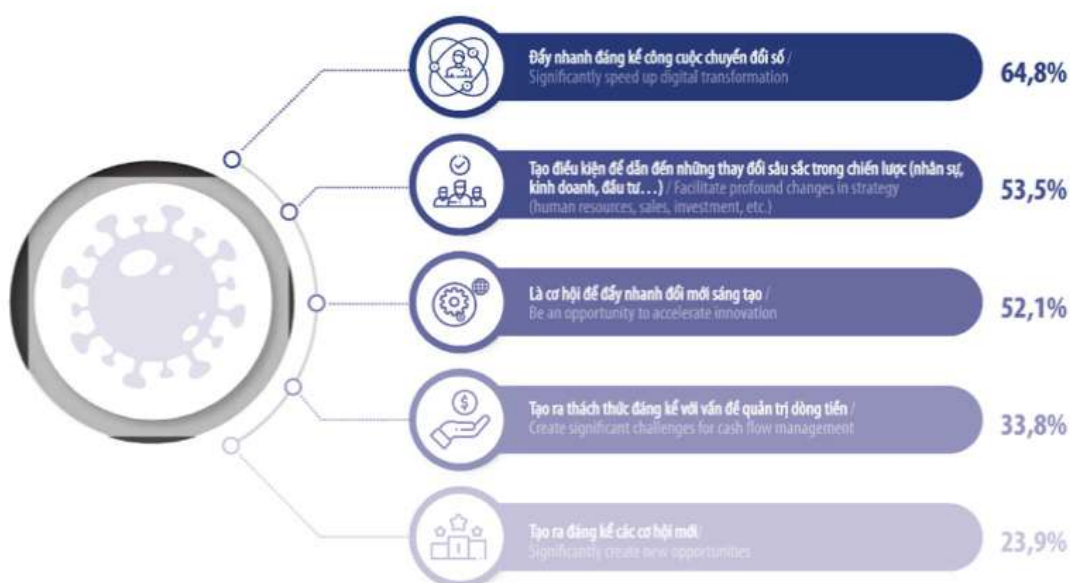 Đẩy nhanh đáng kể công cuộc chuyển đổi số /
Significantly speed up digital transformation
64,8%
Tạo điều kiện để dẫn đến những thay đổi sâu sắc trong chiến lược (nhân sự,
kinh doanh, đầu tư…) / Facilitate profound changes in strategy
(human resources, sales, investment, etc.)
53,5%
Là cơ hội để đẩy nhanh đổi mới sáng tạo /
Be an opportunity to accelerate innovation
52,1%
Tạo ra thách thức đáng kể với vấn đề quản trị dòng tiền /
Create significant challenges for cash flow management
33,8%
Tạo ra đáng kể các cơ hội mới/
Significantly create new opportunities
23,9%